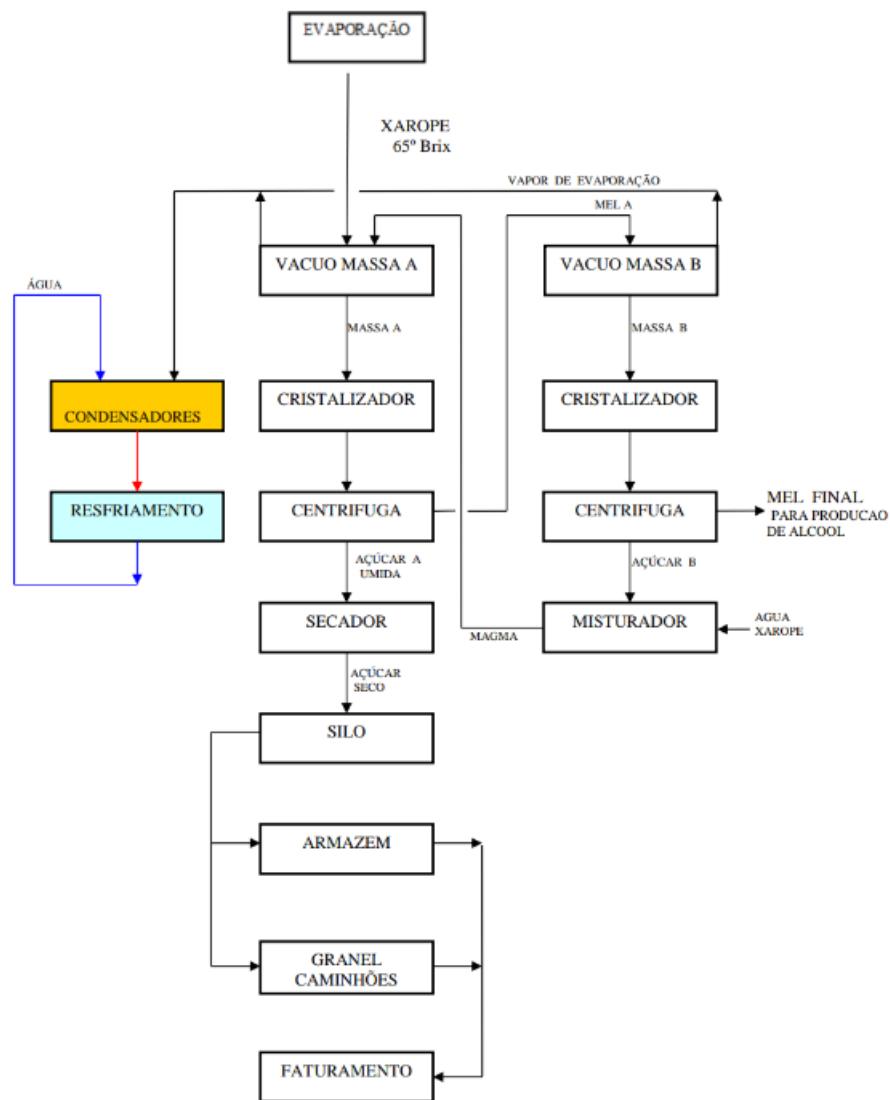 EVAPORAÇÃO
XAROPE
65º Brix
VAPOR DE EVAPORAÇÃO
MEL A
VACUO MASSA A
VACUO MASSA B
ÁGUA
MASSA A
MASSA B
CONDENSADORES
CRISTALIZADOR
CRISTALIZADOR
RESFRIAMENTO
CENTRIFUGA
CENTRIFUGA
MEL FINAL
PARA PRODUCAO
DE ALCOOL
AÇÚCAR A
UMIDA
AÇÚCAR B
SECADOR
MAGMA
MISTURADOR
AGUA
XAROPE
AÇÚCAR
SECO
SILO
ARMAZEM
GRANEL
CAMINHÕES
FATURAMENTO